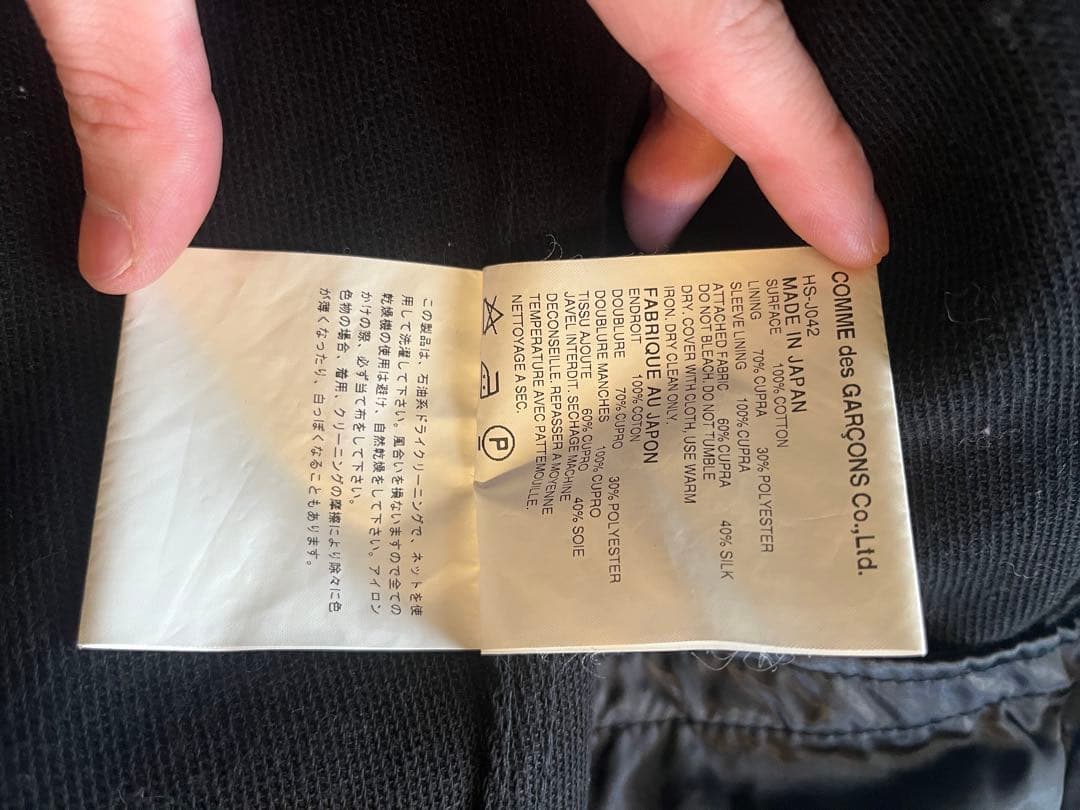 COMME des GARÇONS Co.,Ltd.
HS-J042
MADE IN JAPAN
SURFACE 100% COTTON
LINING 70% CUPRA 30% POLYESTER
SLEEVE LINING 100% CUPRA
ATTACHED FABRIC 60% CUPRA 40% SILK
DO NOT BLEACH. DO NOT TUMBLE
DRY. COVER WITH CLOTH, USE WARM
IRON. DRY CLEAN ONLY.
FABRIQUE AU JAPON
ENDROIT 100% COTON
DOUBLURE 70% CUPRO 30% POLYESTER
DOUBLURE MANCHES 100% CUPRO
TISSU AJOUTE 60% CUPRO 40% SOIE
JAVEL INTERDIT. SECHAGE MACHINE
DECONSEILLE. REPASSER A MOYENNE
TEMPERATURE AVEC PATTEMOUILLE.
NETTOYAGE A SEC.
P
この製品は、石油系ドライクリーニングで、ネットを使
用して洗濯して下さい。風合いを損ないますので全ての
乾燥機の使用は避け、自然乾燥をして下さい。アイロン
かけの際、必ず当て布をして下さい。
色物の場合、着用、クリーニングの摩擦により除々に色
が薄くなったり、白っぽくなることもあります。